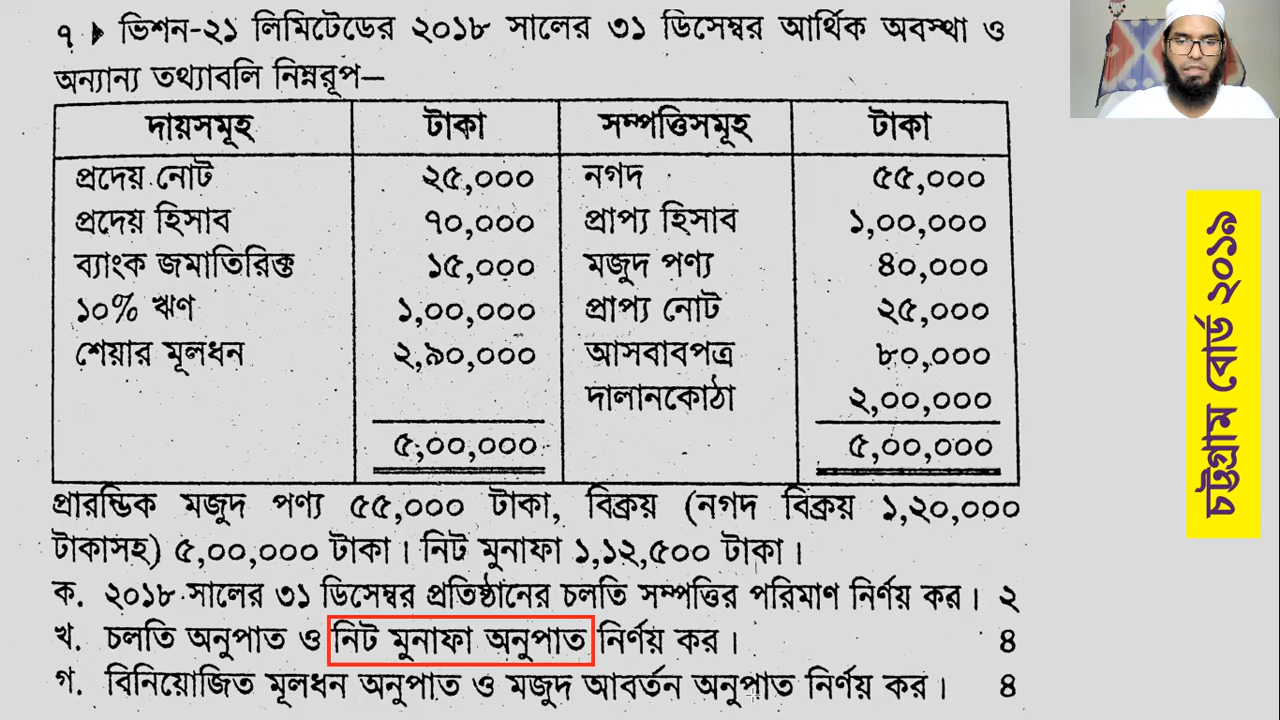 ৭ ▶ ভিশন-২১ লিমিটেডের ২০১৮ সালের ৩১ ডিসেম্বর আর্থিক অবস্থা ও
অন্যান্য তথ্যাবলি নিম্নরূপ—
দায়সমূহ টাকা সম্পত্তিসমূহ টাকা
প্রদেয় নোট ২৫,০০০ নগদ ৫৫,০০০
প্রদেয় হিসাব ৭০,০০০ প্রাপ্য হিসাব ১,০০,০০০
ব্যাংক জমাতিরিক্ত ১৫,০০০ মজুদ পণ্য ৪০,০০০
১০% ঋণ ১,০০,০০০ প্রাপ্য নোট ২৫,০০০
শেয়ার মূলধন ২,৯০,০০০ আসবাবপত্র ৮০,০০০
দালানকোঠা ২,০০,০০০
৫,০০,০০০ ৫,০০,০০০
প্রারম্ভিক মজুদ পণ্য ৫৫,০০০ টাকা, বিক্রয় (নগদ বিক্রয় ১,২০,০০০
টাকাসহ) ৫,০০,০০০ টাকা। নিট মুনাফা ১,১২,৫০০ টাকা।
ক. ২০১৮ সালের ৩১ ডিসেম্বর প্রতিষ্ঠানের চলতি সম্পত্তির পরিমাণ নির্ণয় কর। ২
খ. চলতি অনুপাত ও নিট মুনাফা অনুপাত নির্ণয় কর। ৪
গ. বিনিয়োজিত মূলধন অনুপাত ও মজুদ আবর্তন অনুপাত নির্ণয় কর। ৪
চট্টগ্রাম বোর্ড ২০১৯